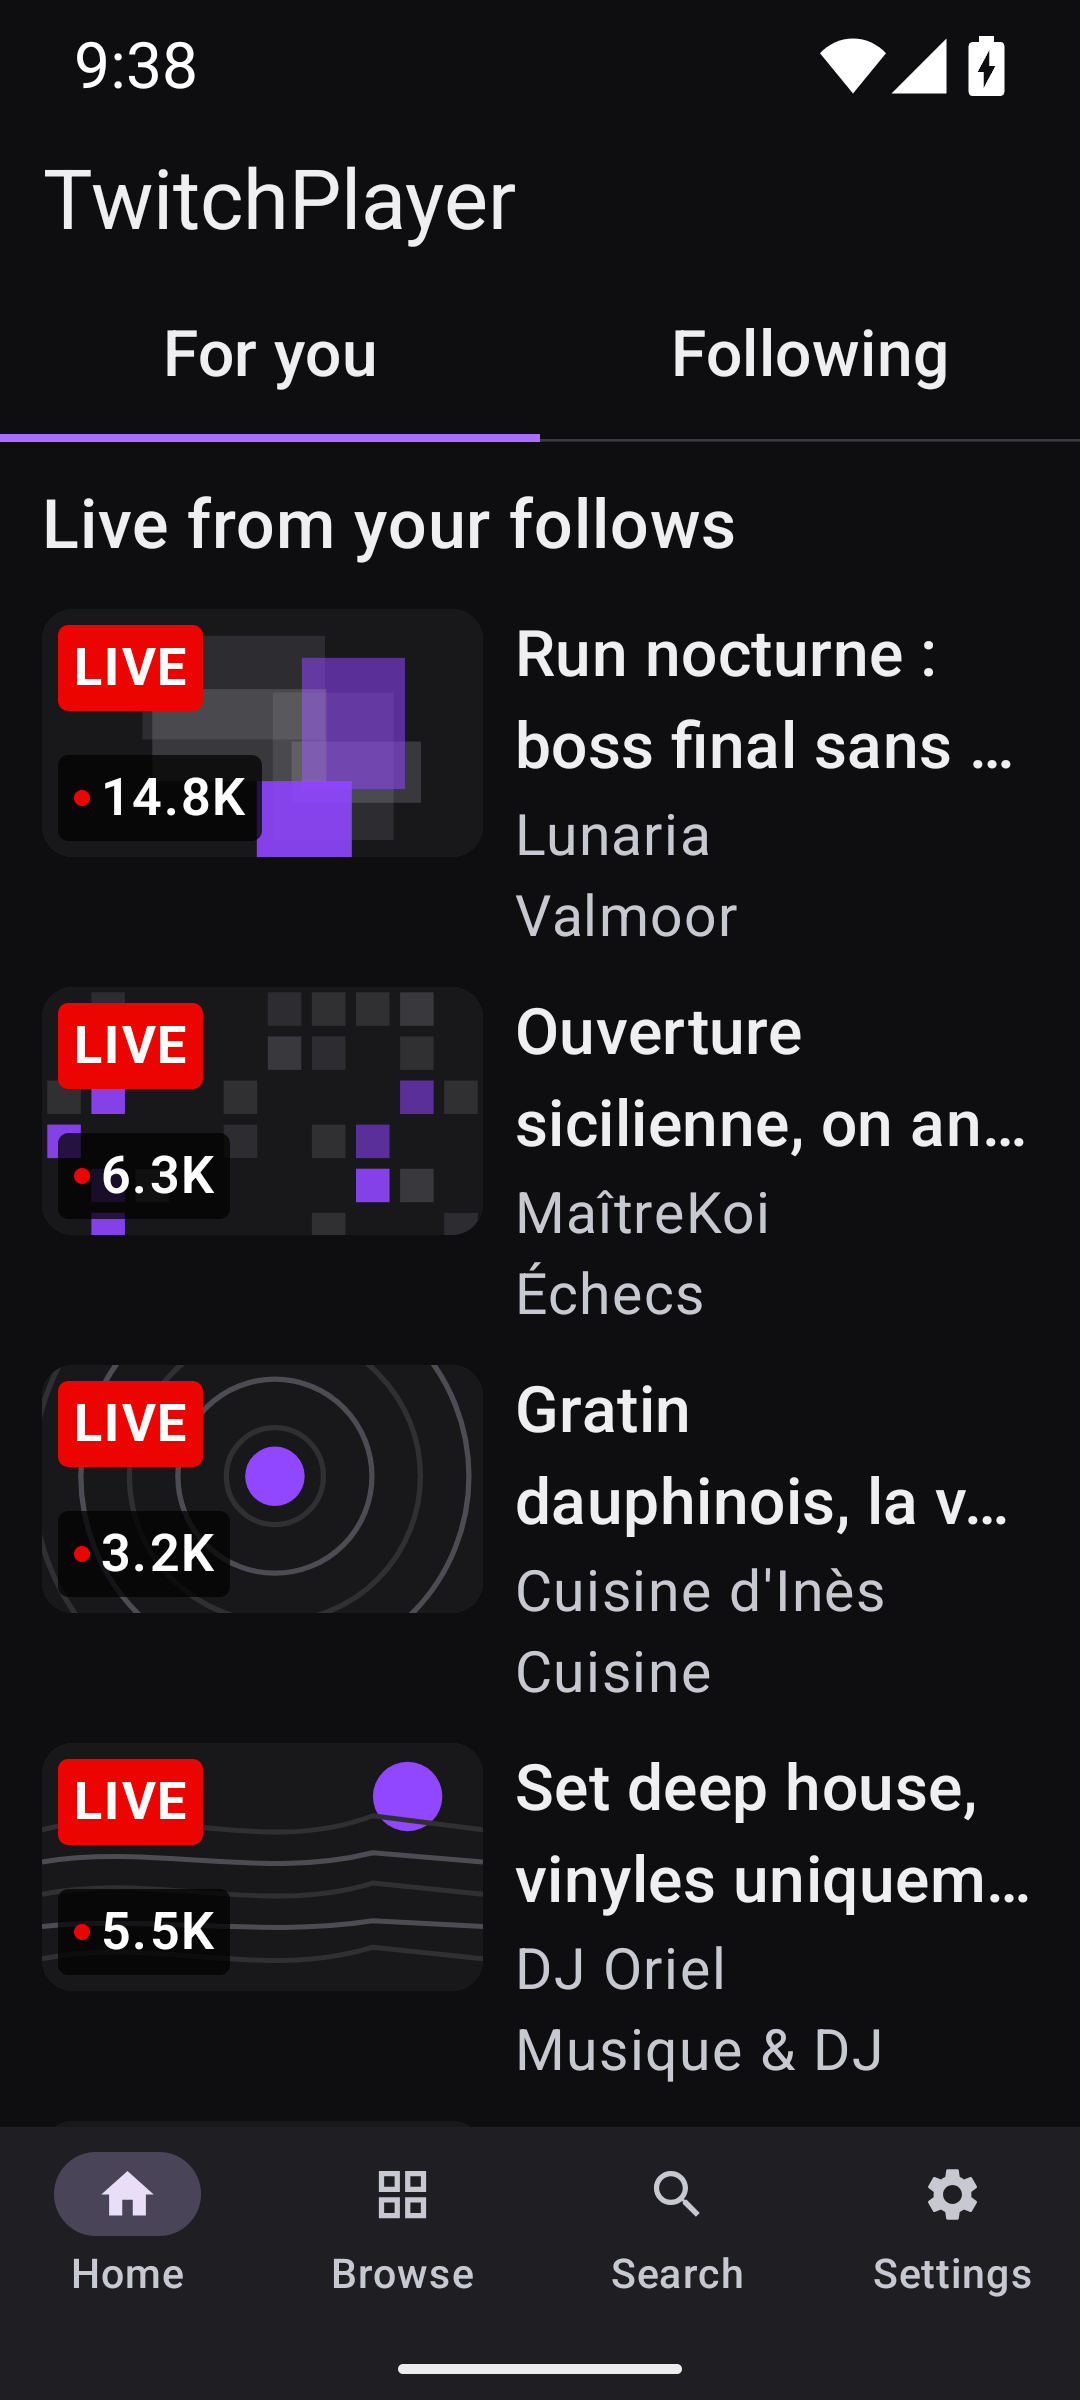 9:38
TwitchPlayer
For you
Following
Live from your follows
LIVE
14.8K
Run nocturne :
boss final sans …
Lunaria
Valmoor
LIVE
6.3K
Ouverture
sicilienne, on an…
MaîtreKoi
Échecs
LIVE
3.2K
Gratin
dauphinois, la v…
Cuisine d'Inès
Cuisine
LIVE
5.5K
Set deep house,
vinyles uniquem…
DJ Oriel
Musique & DJ
Home
Browse
Search
Settings